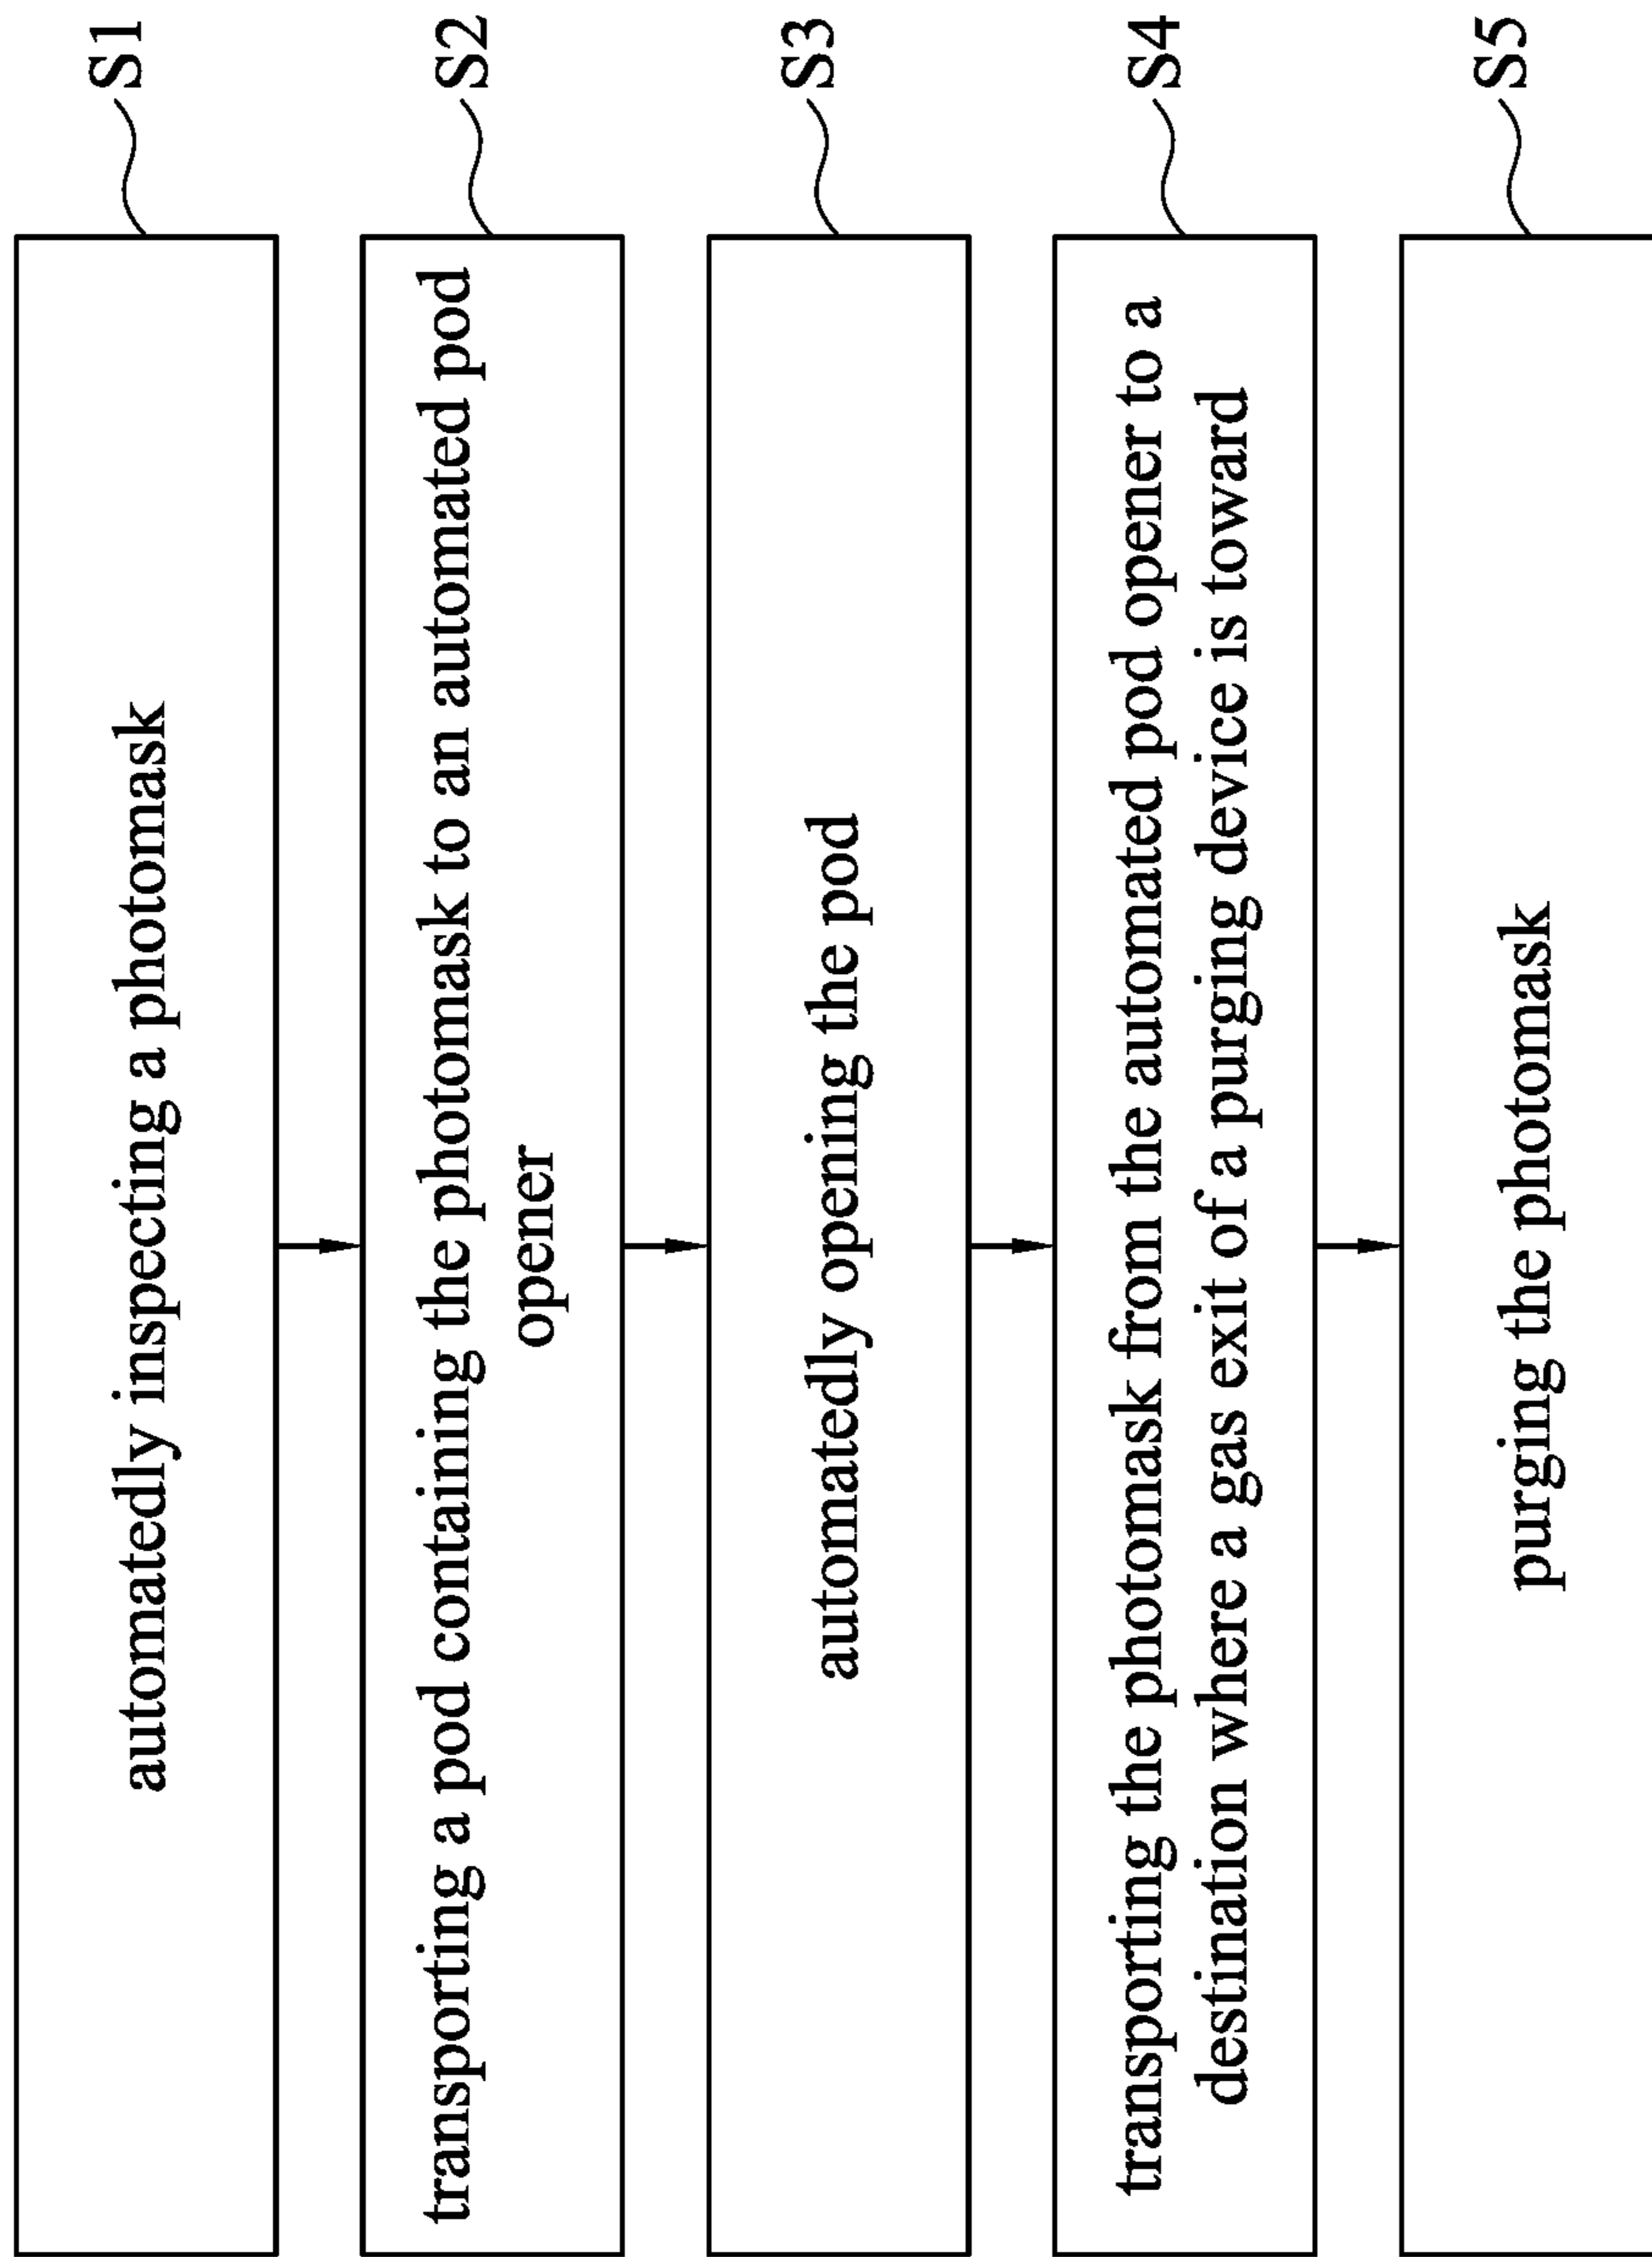 automatedly inspecting a photomask
S1
transporting a pod containing the photomask to an automated pod
opener
S2
automatedly opening the pod
S3
transporting the photomask from the automated pod opener to a
destination where a gas exit of a purging device is toward
S4
purging the photomask
S5